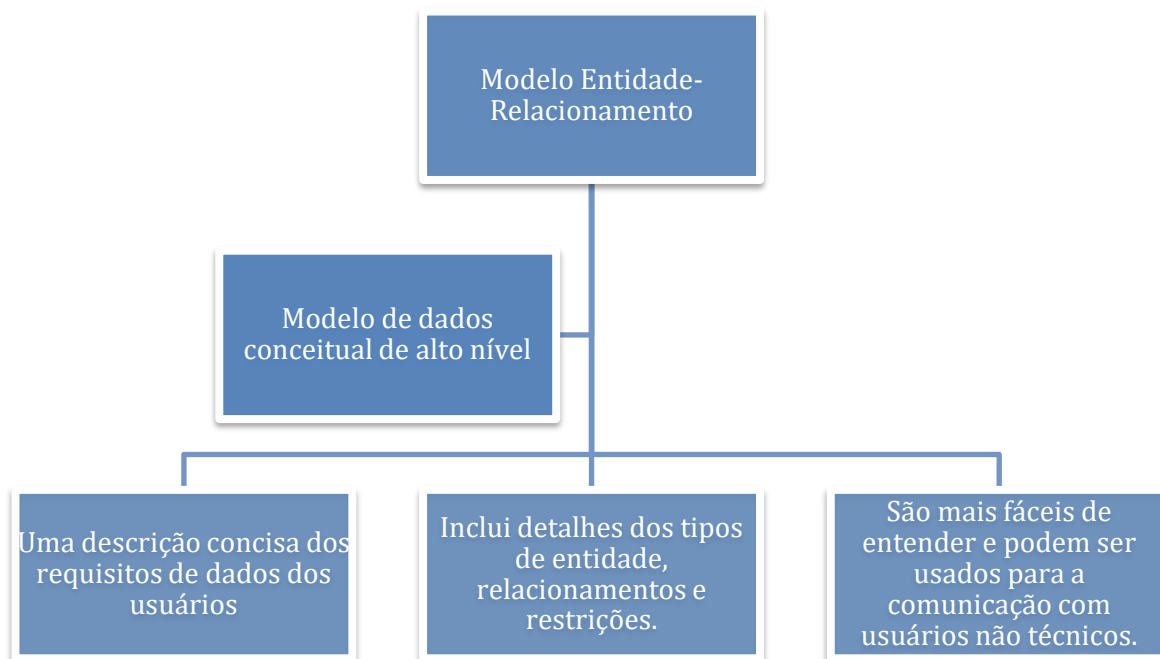 Modelo Entidade-
Relacionamento
Modelo de dados
conceitual de alto nível
Uma descrição concisa dos
requisitos de dados dos
usuários
Inclui detalhes dos tipos
de entidade,
relacionamentos e
restrições.
São mais fáceis de
entender e podem ser
usados para a
comunicação com
usuários não técnicos.